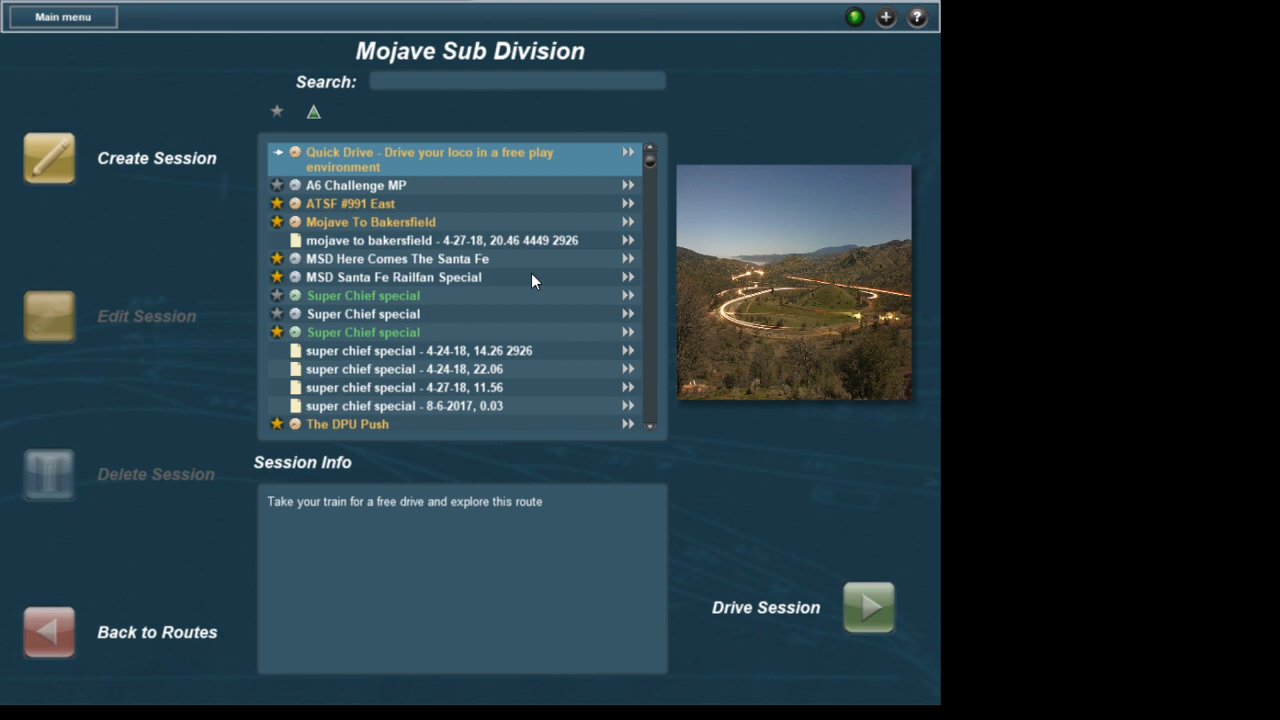 Main menu
?
Mojave Sub Division
Search:
Create Session
Quick Drive - Drive your loco in a free play
environment
A6 Challenge MP
ATSF #991 East
Mojave To Bakersfield
mojave to bakersfield - 4-27-18, 20.46 4449 2926
MSD Here Comes The Santa Fe
MSD Santa Fe Railfan Special
Super Chief special
Super Chief special
Super Chief special
super chief special - 4-24-18, 14.26 2926
super chief special - 4-24-18, 22.06
super chief special - 4-27-18, 11.56
super chief special - 8-6-2017, 0.03
The DPU Push
Edit Session
Delete Session
Session Info
Take your train for a free drive and explore this route
Drive Session
Back to Routes